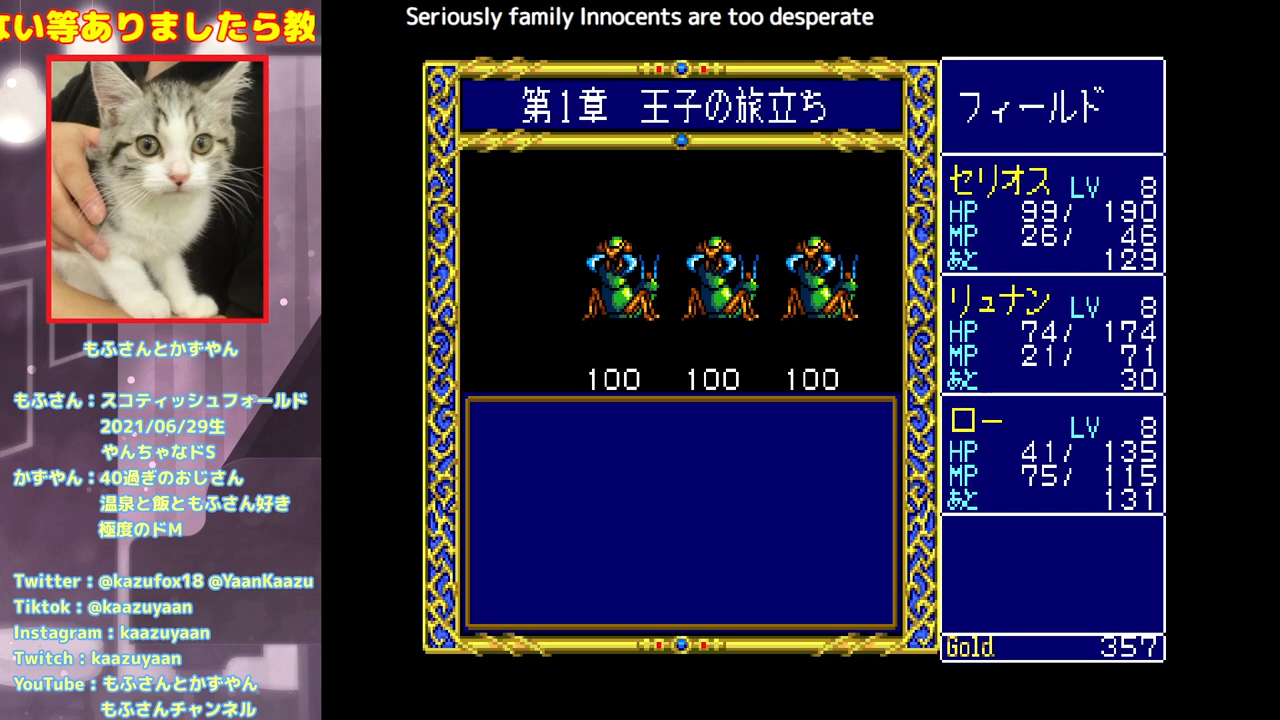 ない等ありましたら教
Seriously family Innocents are too desperate
もふさんとかずやん
もふさん：スコティッシュフォールド
2021/06/29生
やんちゃなドS
かずやん：40過ぎのおじさん
温泉と飯ともふさん好き
極度のドM
Twitter：@kazufox18 @YaanKaazu
Tiktok：@kaazuyaan
Instagram：kaazuyaan
Twitch：kaazuyaan
YouTube：もふさんとかずやん
もふさんチャンネル
第1章 王子の旅立ち
100 100 100
フィールド
セリオス LV 8
HP 99/ 190
MP 26/ 46
あと 129
リュナン LV 8
HP 74/ 174
MP 21/ 71
あと 30
ロー LV 8
HP 41/ 135
MP 75/ 115
あと 131
Gold 357